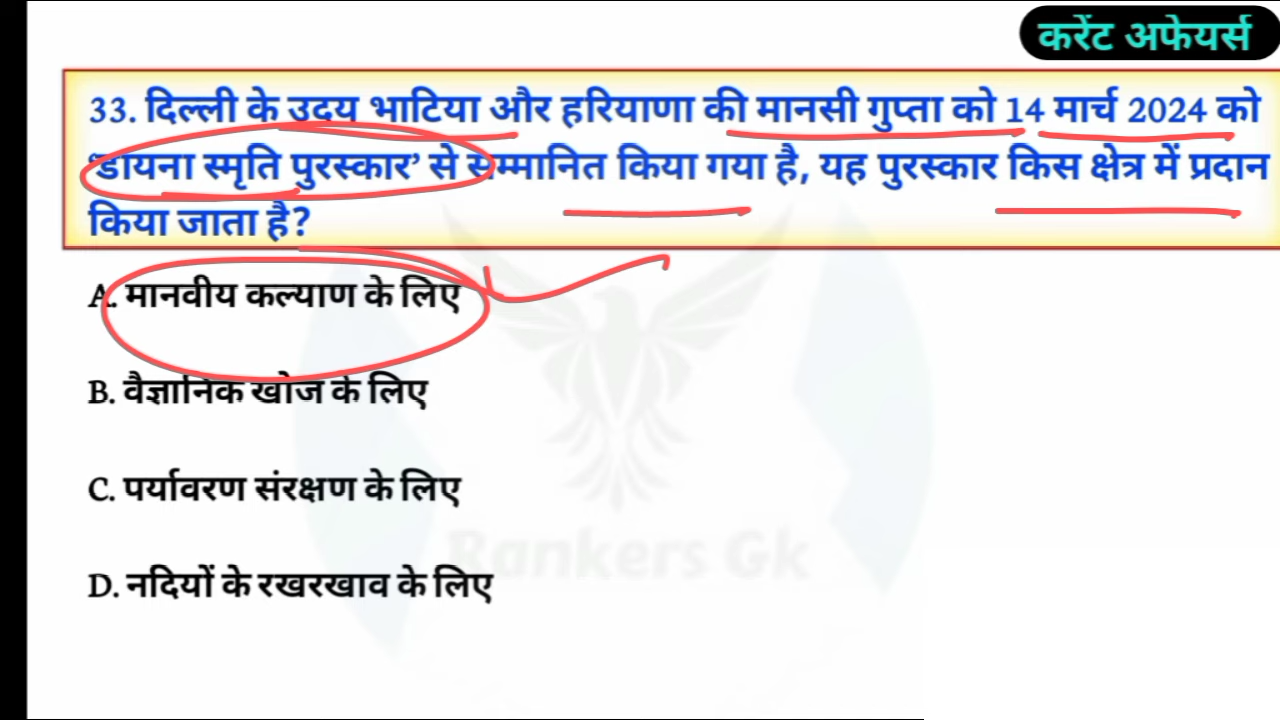 करेंट अफेयर्स
33. दिल्ली के उदय भाटिया और हरियाणा की मानसी गुप्ता को 14 मार्च 2024 को
‘डायना स्मृति पुरस्कार’ से सम्मानित किया गया है, यह पुरस्कार किस क्षेत्र में प्रदान
किया जाता है?
A. मानवीय कल्याण के लिए
B. वैज्ञानिक खोज के लिए
C. पर्यावरण संरक्षण के लिए
Rankers Gk
D. नदियों के रखरखाव के लिए